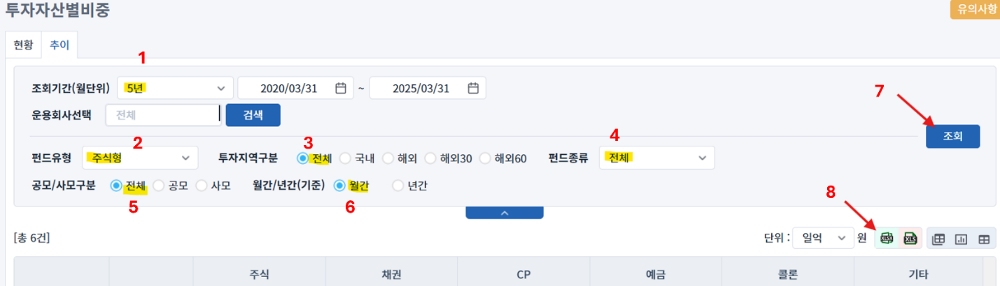 투자자산별비중 유의사항
현황 추이
1
조회기간(월단위) 5년 2020/03/31 ~ 2025/03/31
7
운용회사선택 전체 검색
조회
2 3 4
펀드유형 주식형 투자지역구분 전체 국내 해외 해외30 해외60 펀드종류 전체
공모/사모구분 전체 공모 사모 월간/년간(기준) 월간 년간
5 6 8
[총 6건] 단위 : 일억 원 XLSX XLS
주식 채권 CP 예금 콜론 기타